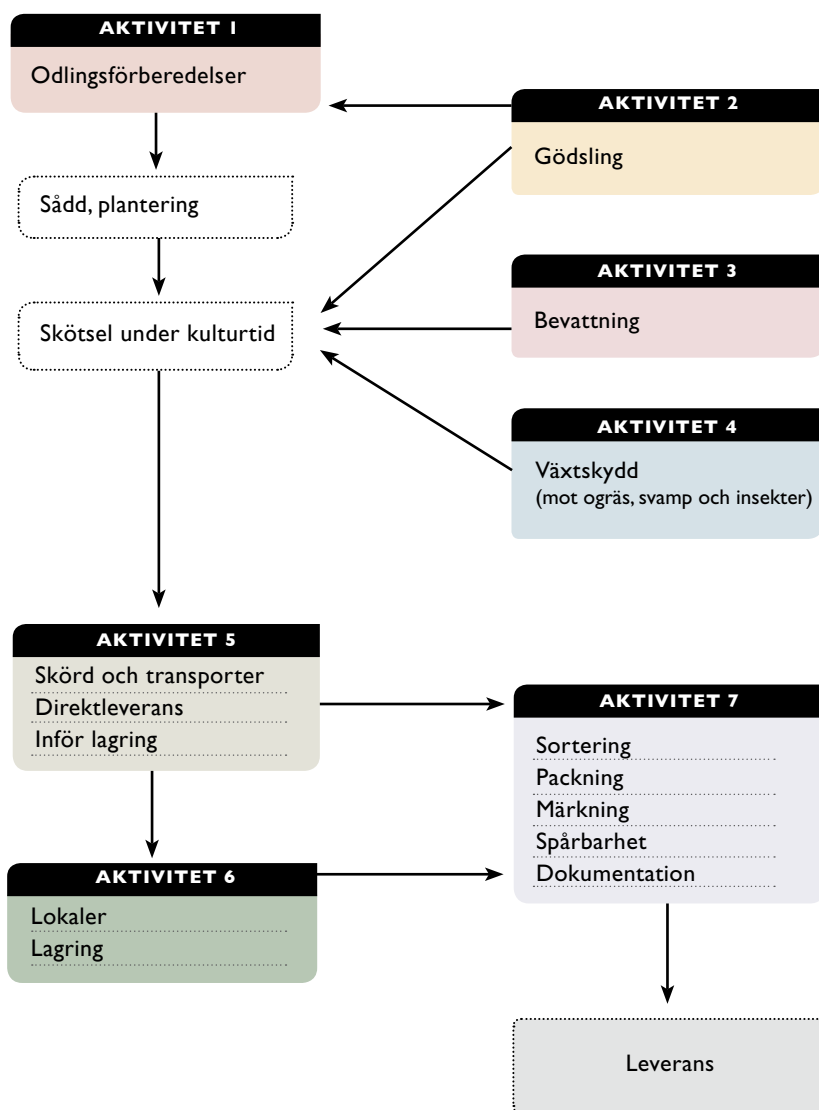 AKTIVITET 1
Odlingsförberedelser
AKTIVITET 2
Gödsling
Sådd, plantering
AKTIVITET 3
Bevattning
Skötsel under kulturtid
AKTIVITET 4
Växtskydd
(mot ogräs, svamp och insekter)
AKTIVITET 5
Skörd och transporter
Direktleverans
Inför lagring
AKTIVITET 7
Sortering
Packning
Märkning
Spårbarhet
Dokumentation
AKTIVITET 6
Lokaler
Lagring
Leverans